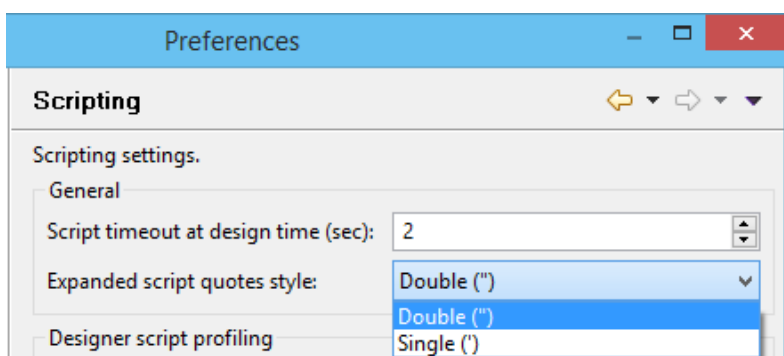 Preferences
Scripting
Scripting settings.
General
Script timeout at design time (sec): 2
Expanded script quotes style: Double (")
Double (")
Designer script profiling
Single (')